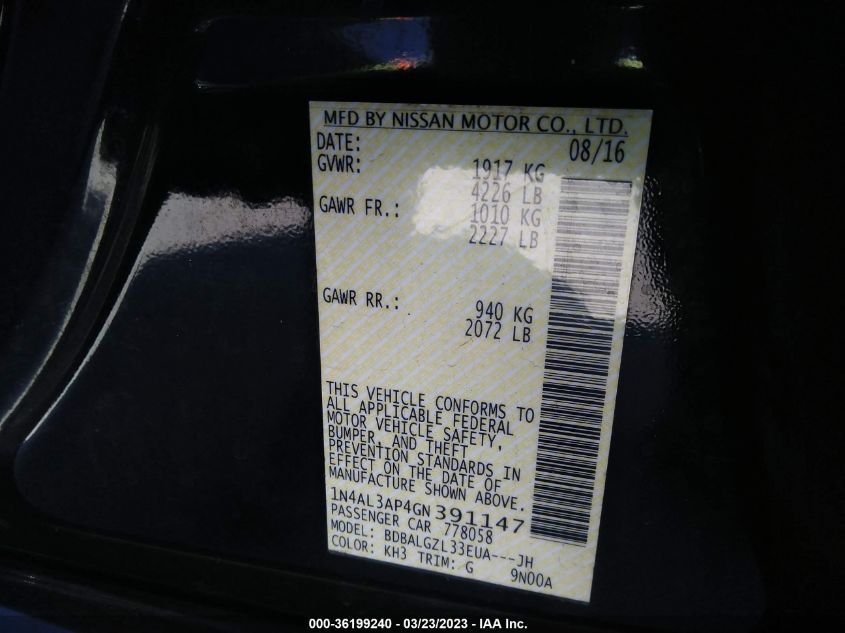 MFD BY NISSAN MOTOR CO., LTD.
DATE: 08/16
GVWR: 1917 KG
4226 LB
GAWR FR.: 1010 KG
2227 LB
GAWR RR.: 940 KG
2072 LB
THIS VEHICLE CONFORMS TO
ALL APPLICABLE FEDERAL
MOTOR VEHICLE SAFETY,
BUMPER, AND THEFT
PREVENTION STANDARDS IN
EFFECT ON THE DATE OF
MANUFACTURE SHOWN ABOVE.
1N4AL3AP4GN391147
PASSENGER CAR 778058
MODEL: BDBALGZL33EUA---JH
COLOR: KH3 TRIM: G 9N00A
000-36199240 - 03/23/2023 - IAA Inc.